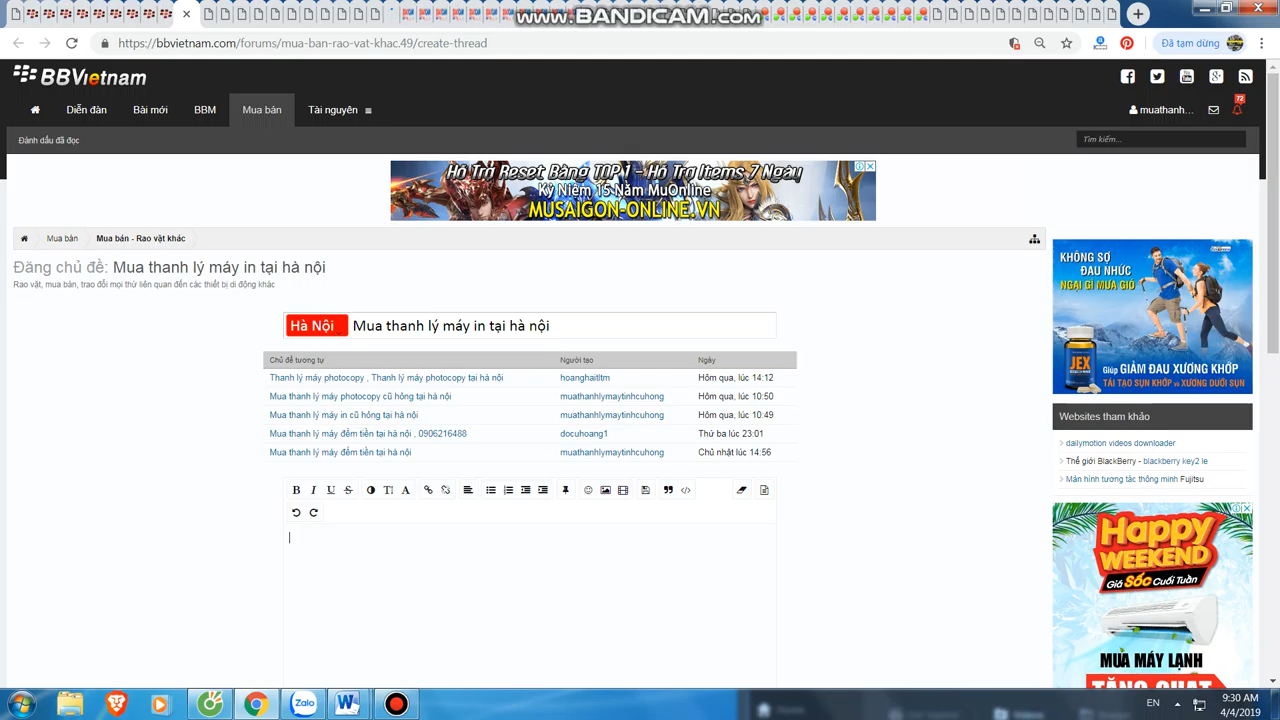 www.BANDICAM.com
https://bbvietnam.com/forums/mua-ban-rao-vat-khac.49/create-thread
Đã tạm dừng
BBVietnam
Diễn đàn
Bài mới
BBM
Mua bán
Tài nguyên
muathanh...
72
Đánh dấu đã đọc
Tìm kiếm...
Hỗ Trợ Reset Bằng TOP 1 - Hỗ Trợ Items 7 Ngày
Kỷ Niệm 15 Năm MuOnline
MUSAIGON-ONLINE.VN
Mua bán
Mua bán - Rao vặt khác
Đăng chủ đề: Mua thanh lý máy in tại hà nội
Rao vặt, mua bán, trao đổi mọi thứ liên quan đến các thiết bị di động khác
Hà Nội
Mua thanh lý máy in tại hà nội
Chủ đề tương tự Người tạo Ngày
Thanh lý máy photocopy , Thanh lý máy photocopy tại hà nội hoanghaitltm Hôm qua, lúc 14:12
Mua thanh lý máy photocopy cũ hỏng tại hà nội muathanhlymaytinhcuhong Hôm qua, lúc 10:50
Mua thanh lý máy in cũ hỏng tại hà nội muathanhlymaytinhcuhong Hôm qua, lúc 10:49
Mua thanh lý máy đếm tiền tại hà nội , 0906216488 docuhoang1 Thứ ba lúc 23:01
Mua thanh lý máy đếm tiền tại hà nội muathanhlymaytinhcuhong Chủ nhật lúc 14:56
KHÔNG SỢ
ĐAU NHỨC
NGẠI GÌ MƯA GIÓ
JEX
Giúp GIẢM ĐAU XƯƠNG KHỚP
TÁI TẠO SỤN KHỚP VÀ XƯƠNG DƯỚI SỤN
Websites tham khảo
dailymotion videos downloader
Thế giới BlackBerry - blackberry key2 le
Màn hình tương tác thông minh Fujitsu
Happy
WEEKEND
Giá SỐC Cuối Tuần
MUA MÁY LẠNH
TẶNG QUẠT
Zalo
EN
9:30 AM
4/4/2019